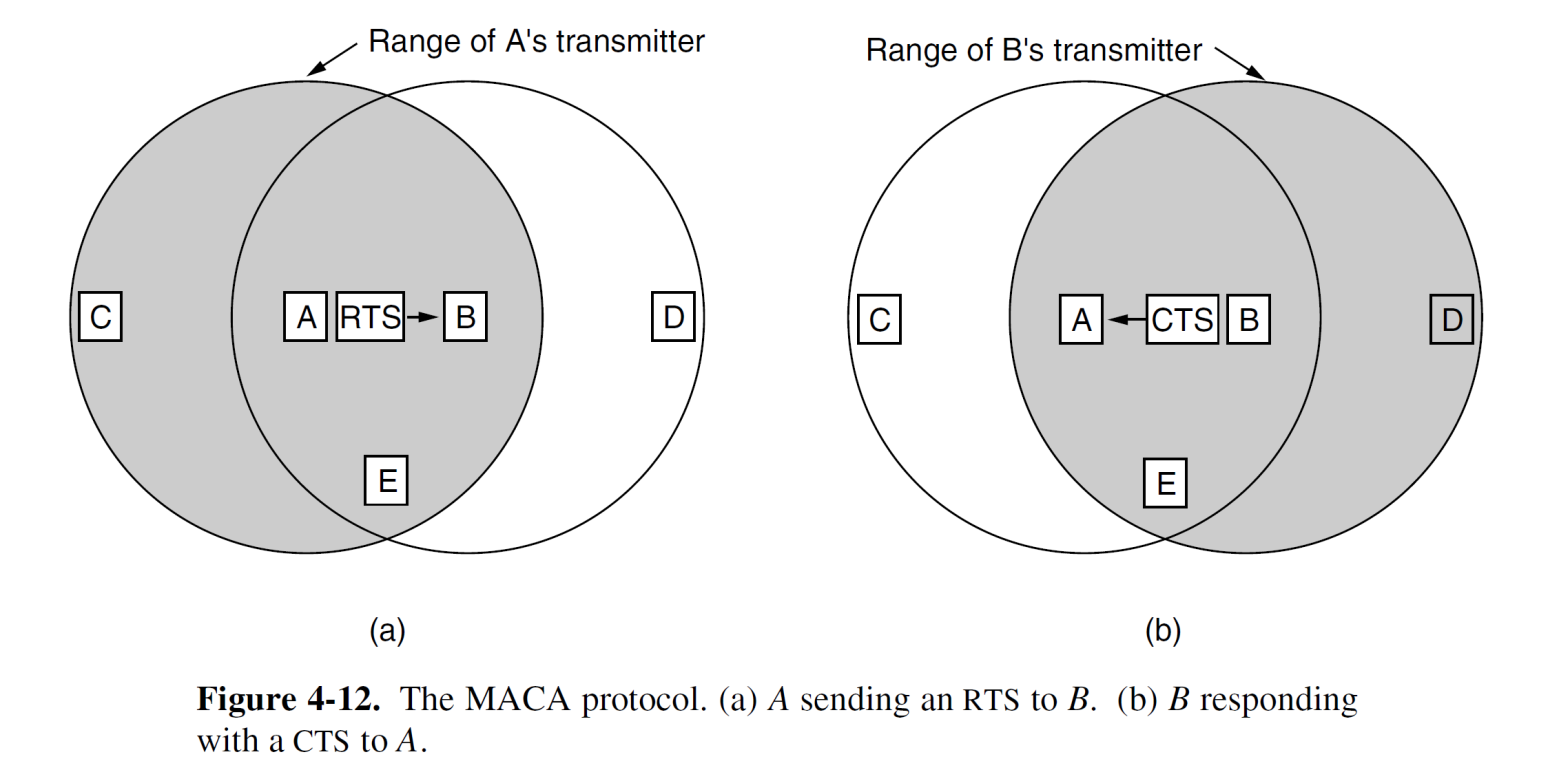 Range of A's transmitter
C
A
RTS
B
D
E
(a)
Range of B's transmitter
C
A
CTS
B
D
E
(b)
Figure 4-12. The MACA protocol. (a) A sending an RTS to B. (b) B responding
with a CTS to A.